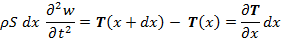 ρS dx ∂²w/∂t² = T(x + dx) − T(x) = ∂T/∂x dx